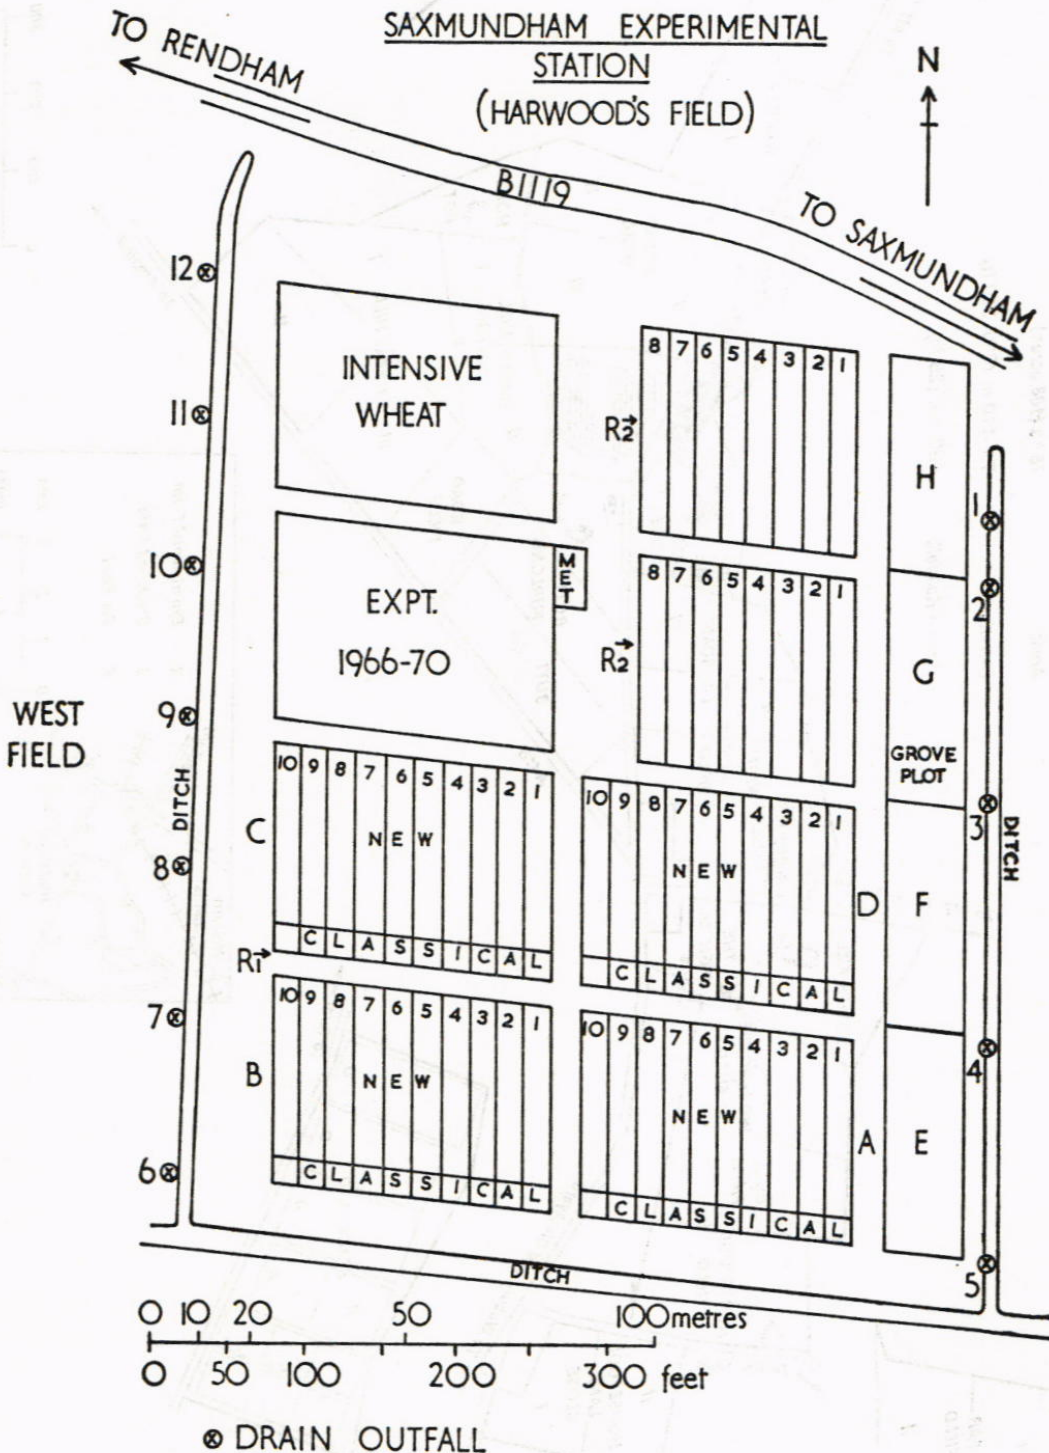 SAXMUNDHAM EXPERIMENTAL
STATION
(HARWOOD'S FIELD)
TO RENDHAM
N
B1119
TO SAXMUNDHAM
12
11
10
9
8
7
6
WEST
FIELD
DITCH
INTENSIVE
WHEAT
EXPT.
1966-70
MET
R2
8 7 6 5 4 3 2 1
R2
8 7 6 5 4 3 2 1
H
G
GROVE
PLOT
F
E
1
2
3
4
5
DITCH
C
10 9 8 7 6 5 4 3 2 1
NEW
CLASSICAL
D
10 9 8 7 6 5 4 3 2 1
NEW
CLASSICAL
R1
B
10 9 8 7 6 5 4 3 2 1
NEW
CLASSICAL
A
10 9 8 7 6 5 4 3 2 1
NEW
CLASSICAL
DITCH
0 10 20 50 100 metres
0 50 100 200 300 feet
⊗ DRAIN OUTFALL